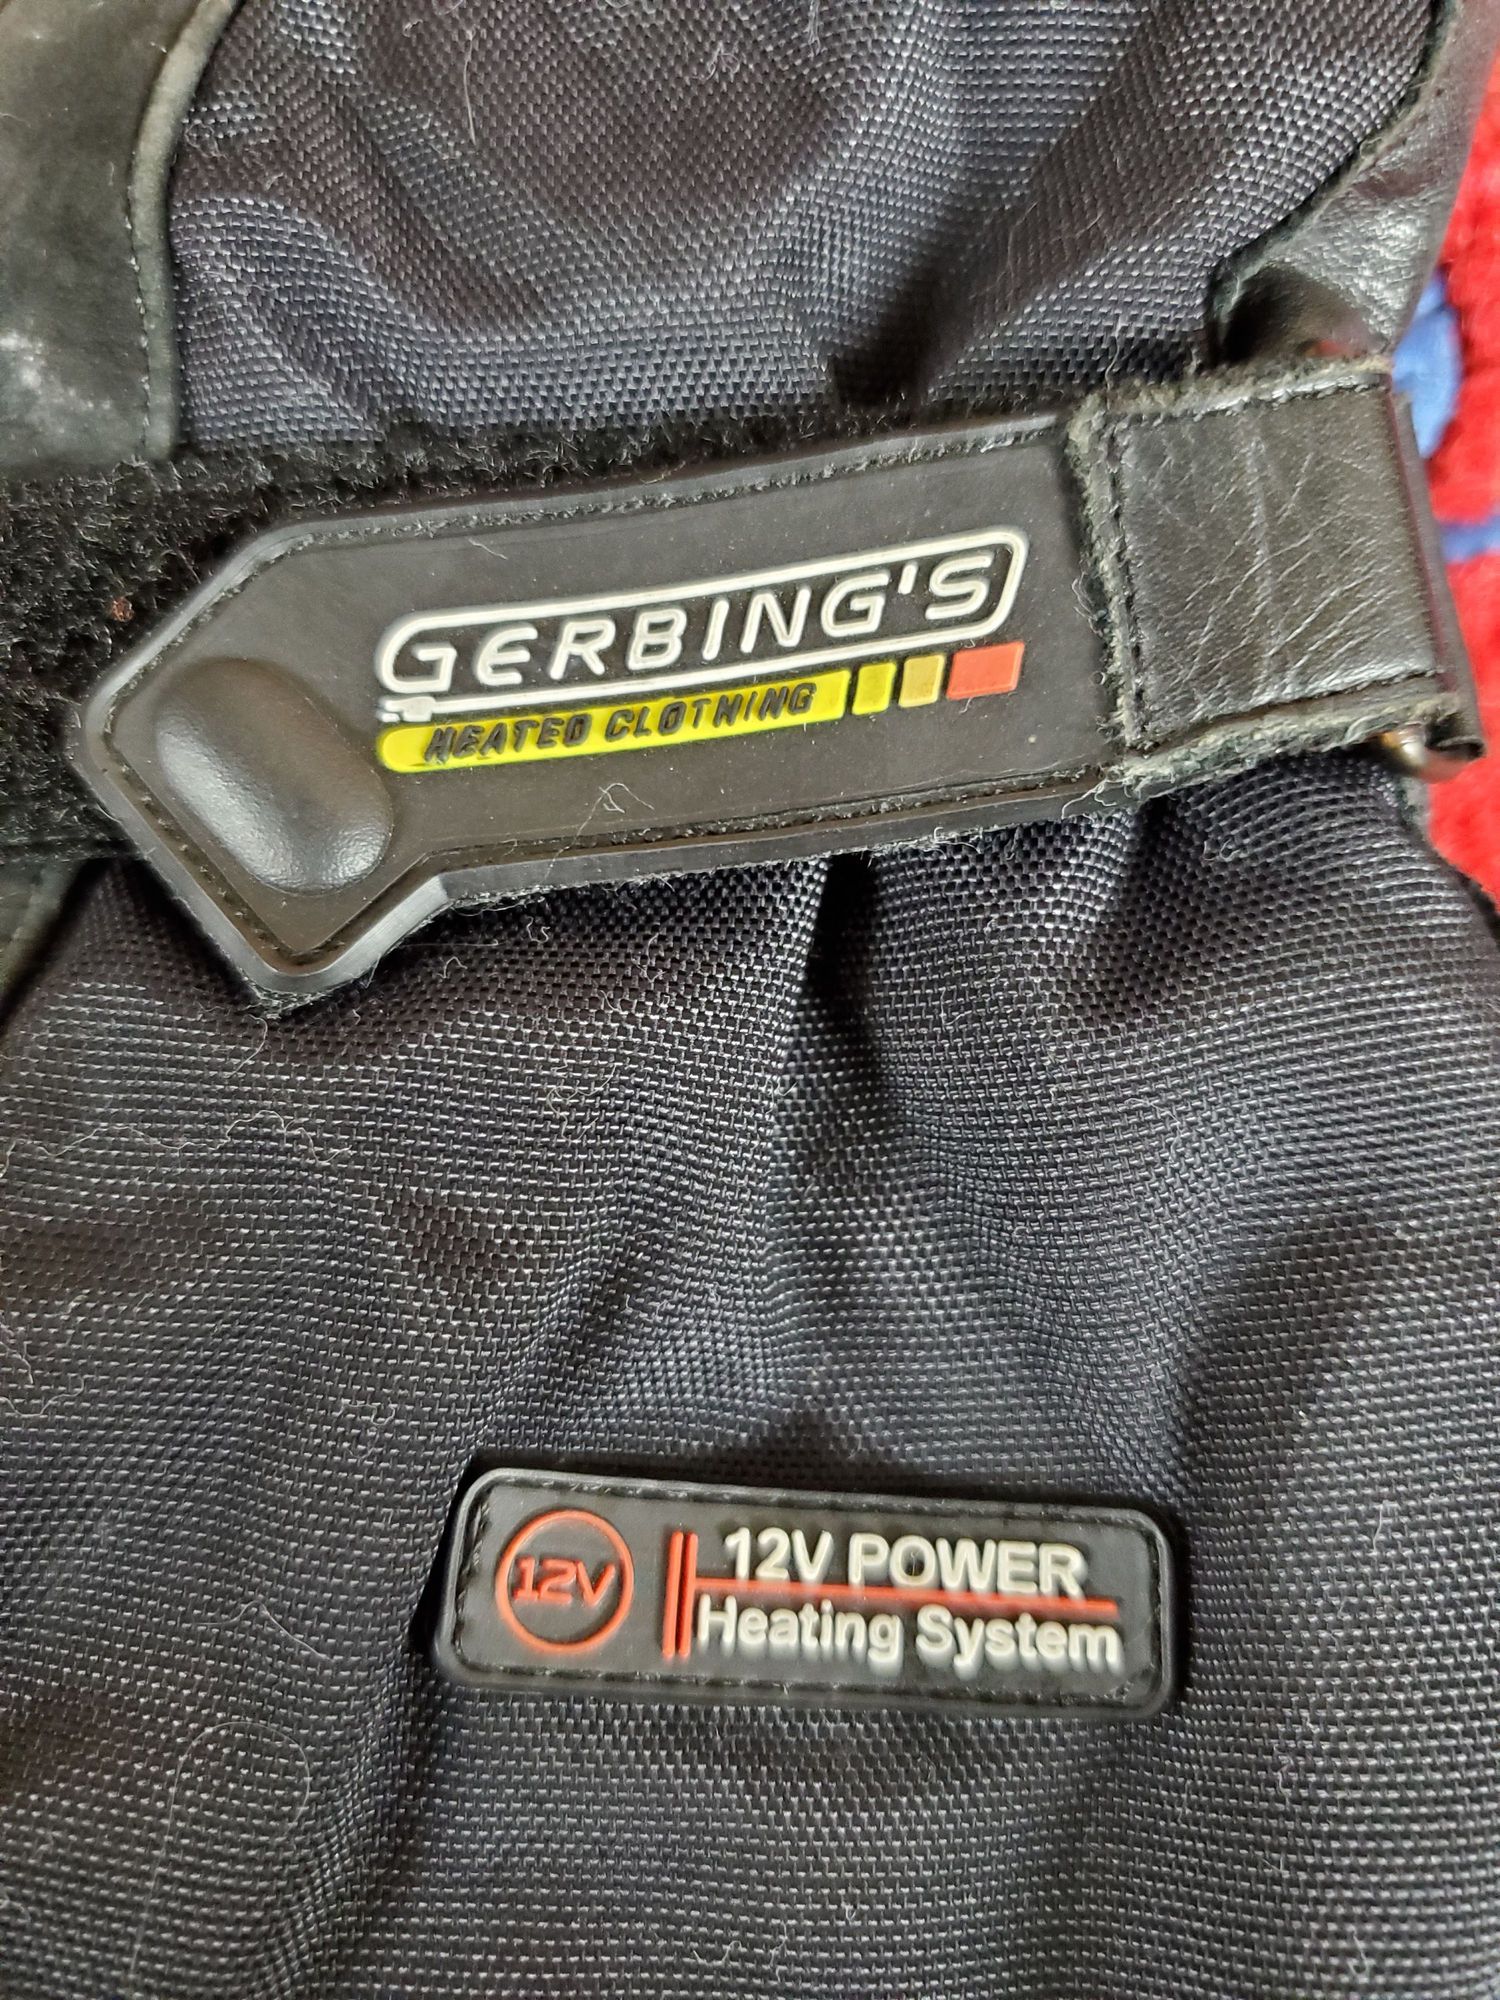 GERBING'S
HEATED CLOTHING
12V
12V POWER
Heating System